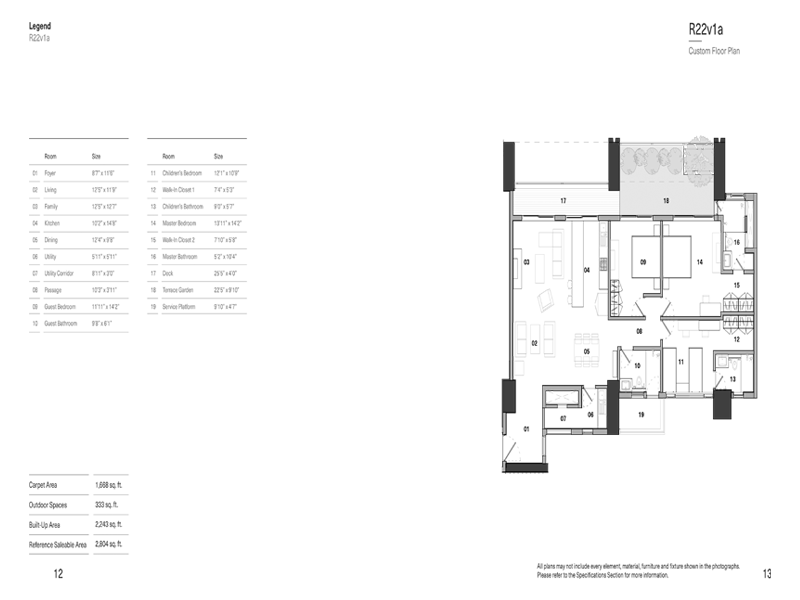 Legend
R22v1a
R22v1a
Custom Floor Plan
Room Size
01 Foyer 8'7" x 11'6"
02 Living 12'5" x 11'9"
03 Family 12'5" x 12'7"
04 Kitchen 10'2" x 14'9"
05 Dining 12'4" x 9'8"
06 Utility 5'11" x 5'11"
07 Utility Corridor 8'11" x 3'0"
08 Passage 10'3" x 3'11"
09 Guest Bedroom 11'11" x 14'2"
10 Guest Bathroom 9'8" x 6'1"
Room Size
11 Children's Bedroom 12'1" x 10'9"
12 Walk-In Closet 1 7'4" x 5'3"
13 Children's Bathroom 9'0" x 5'7"
14 Master Bedroom 13'11" x 14'2"
15 Walk-In Closet 2 7'10" x 5'8"
16 Master Bathroom 5'2" x 10'4"
17 Deck 25'5" x 4'0"
18 Terrace Garden 22'5" x 9'10"
19 Service Platform 9'10" x 4'7"
17
18
03
04
09
14
16
15
08
12
02
05
10
11
13
07
06
19
01
Carpet Area 1,668 sq. ft.
Outdoor Spaces 333 sq. ft.
Built-Up Area 2,243 sq. ft.
Reference Saleable Area 2,804 sq. ft.
12
All plans may not include every element, material, furniture and fixture shown in the photographs.
Please refer to the Specifications Section for more information.
13